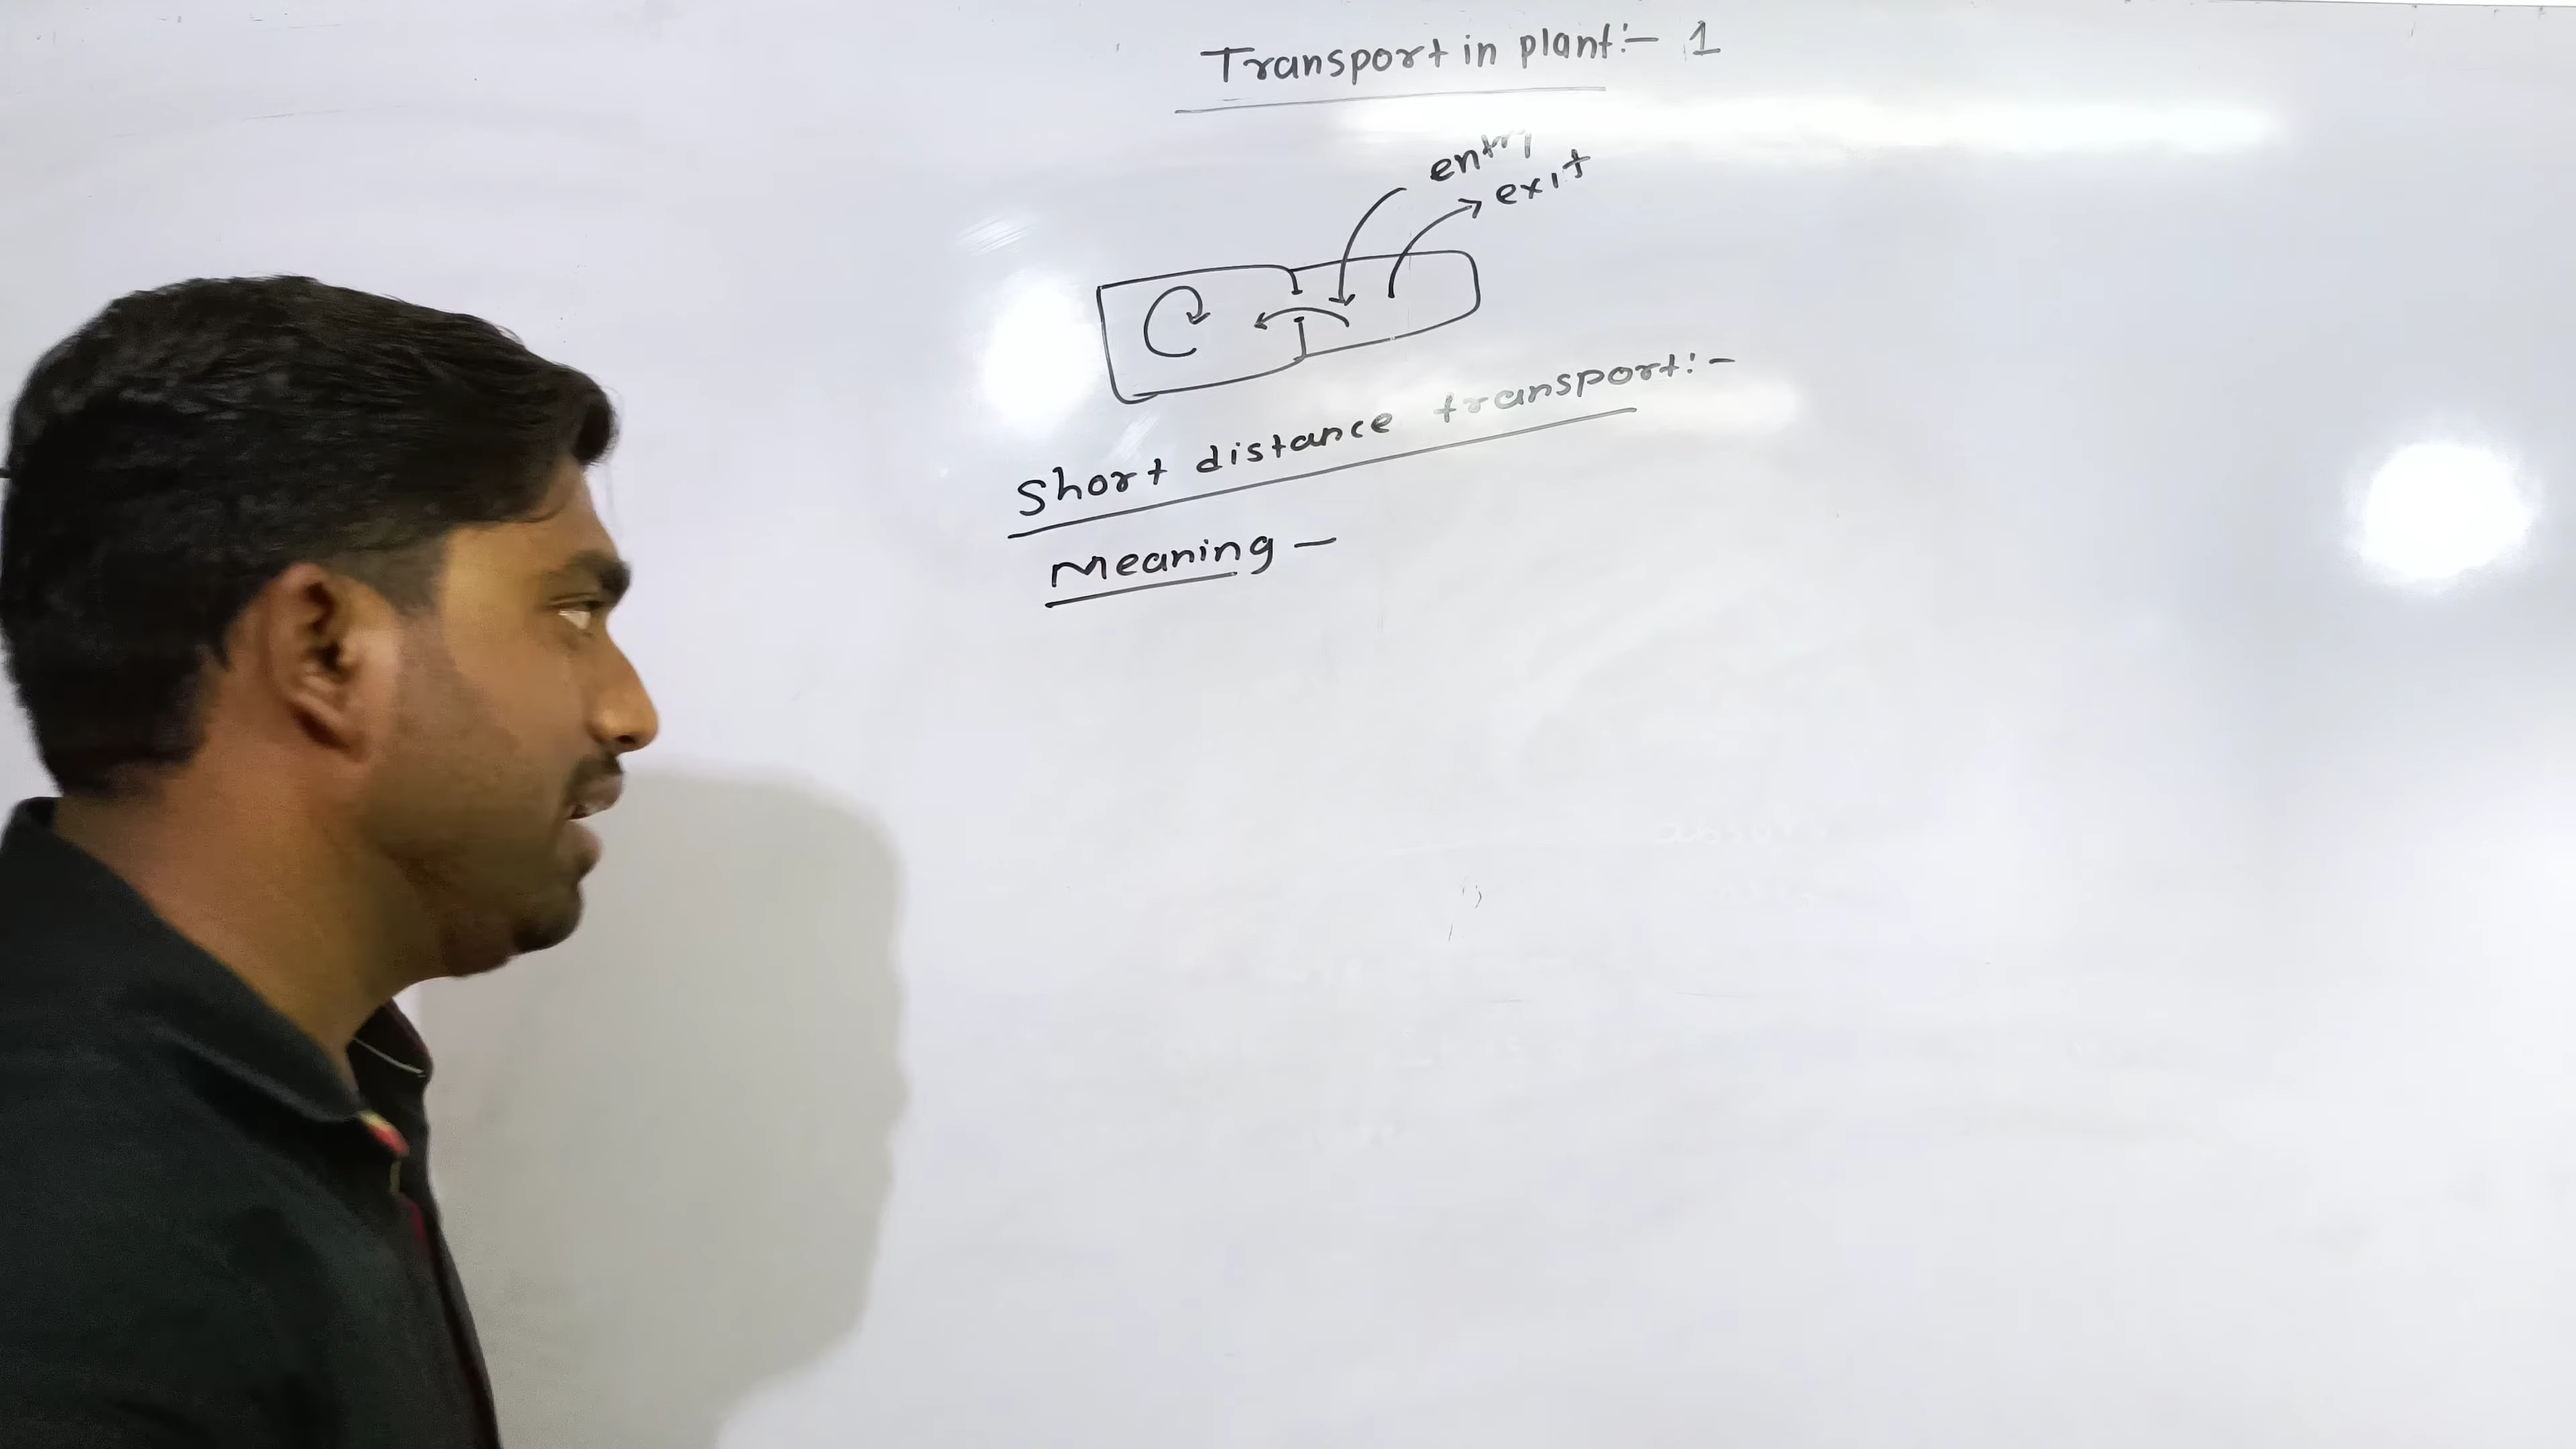 Transport in plant:- 1
entry
exit
Short distance transport:-
Meaning -